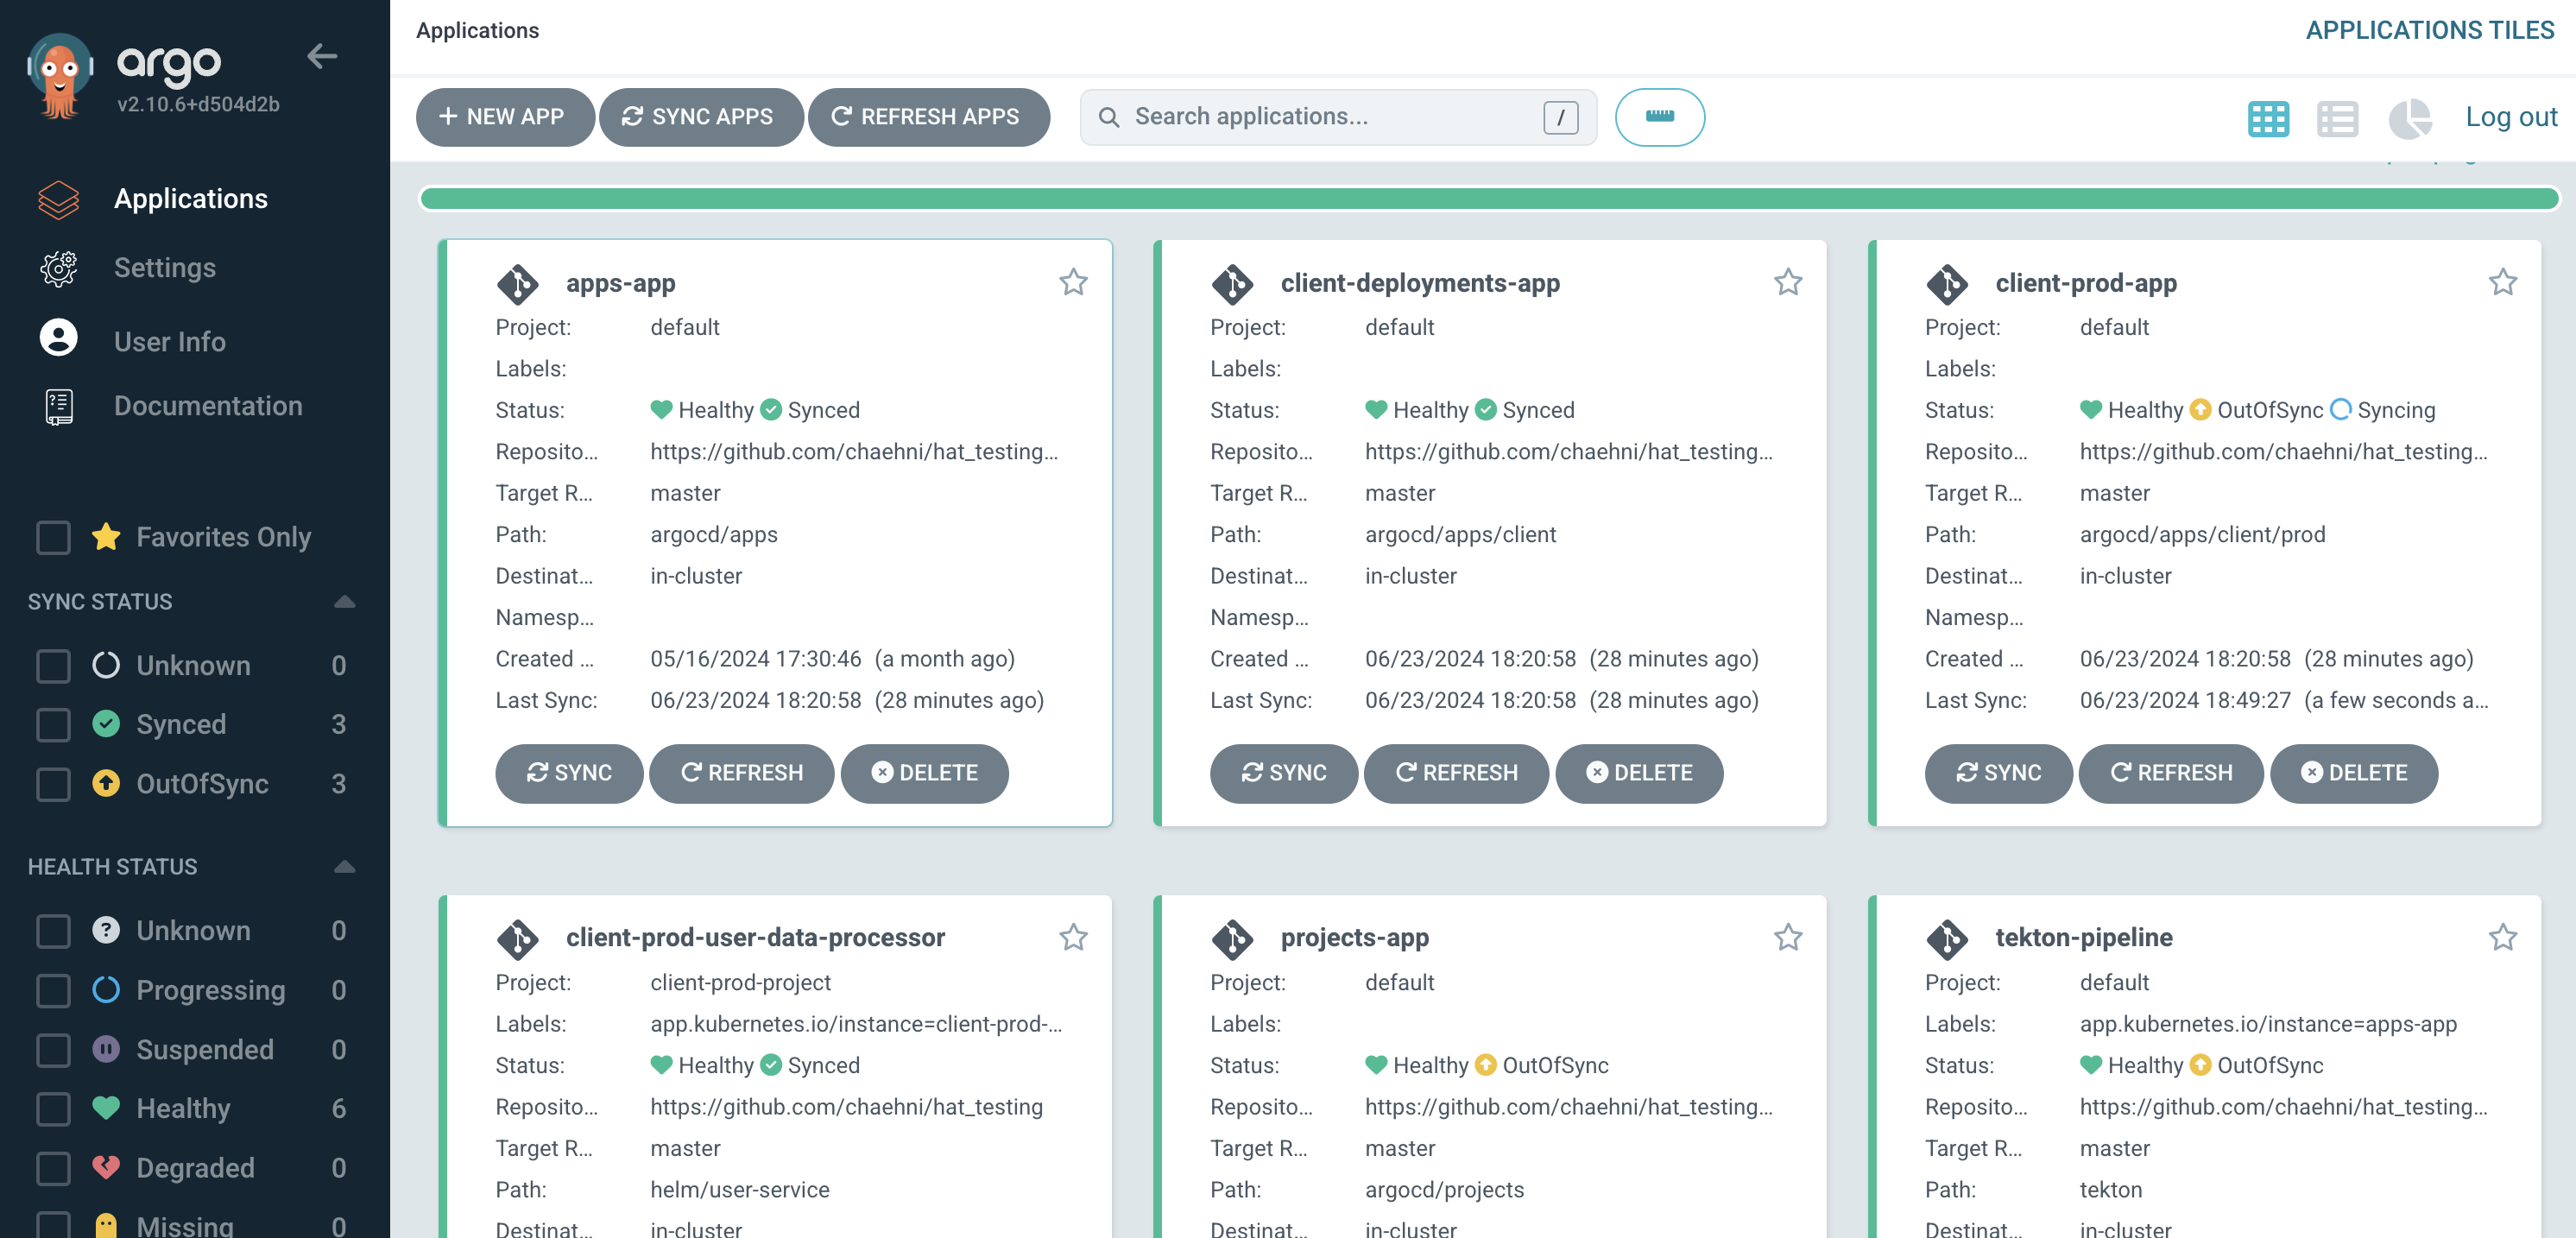 argo
v2.10.6+d504d2b
Applications
Settings
User Info
Documentation
Favorites Only
SYNC STATUS
Unknown 0
Synced 3
OutOfSync 3
HEALTH STATUS
Unknown 0
Progressing 0
Suspended 0
Healthy 6
Degraded 0
Missing 0
Applications
APPLICATIONS TILES
NEW APP SYNC APPS REFRESH APPS Search applications... / Log out
apps-app
Project: default
Labels:
Status: Healthy Synced
Reposito... https://github.com/chaehni/hat_testing...
Target R... master
Path: argocd/apps
Destinat... in-cluster
Namesp...
Created ... 05/16/2024 17:30:46 (a month ago)
Last Sync: 06/23/2024 18:20:58 (28 minutes ago)
SYNC REFRESH DELETE
client-deployments-app
Project: default
Labels:
Status: Healthy Synced
Reposito... https://github.com/chaehni/hat_testing...
Target R... master
Path: argocd/apps/client
Destinat... in-cluster
Namesp...
Created ... 06/23/2024 18:20:58 (28 minutes ago)
Last Sync: 06/23/2024 18:20:58 (28 minutes ago)
SYNC REFRESH DELETE
client-prod-app
Project: default
Labels:
Status: Healthy OutOfSync Syncing
Reposito... https://github.com/chaehni/hat_testing...
Target R... master
Path: argocd/apps/client/prod
Destinat... in-cluster
Namesp...
Created ... 06/23/2024 18:20:58 (28 minutes ago)
Last Sync: 06/23/2024 18:49:27 (a few seconds a...
SYNC REFRESH DELETE
client-prod-user-data-processor
Project: client-prod-project
Labels: app.kubernetes.io/instance=client-prod-...
Status: Healthy Synced
Reposito... https://github.com/chaehni/hat_testing
Target R... master
Path: helm/user-service
Destinat... in-cluster
projects-app
Project: default
Labels:
Status: Healthy OutOfSync
Reposito... https://github.com/chaehni/hat_testing...
Target R... master
Path: argocd/projects
Destinat... in-cluster
tekton-pipeline
Project: default
Labels: app.kubernetes.io/instance=apps-app
Status: Healthy OutOfSync
Reposito... https://github.com/chaehni/hat_testing...
Target R... master
Path: tekton
Destinat... in-cluster